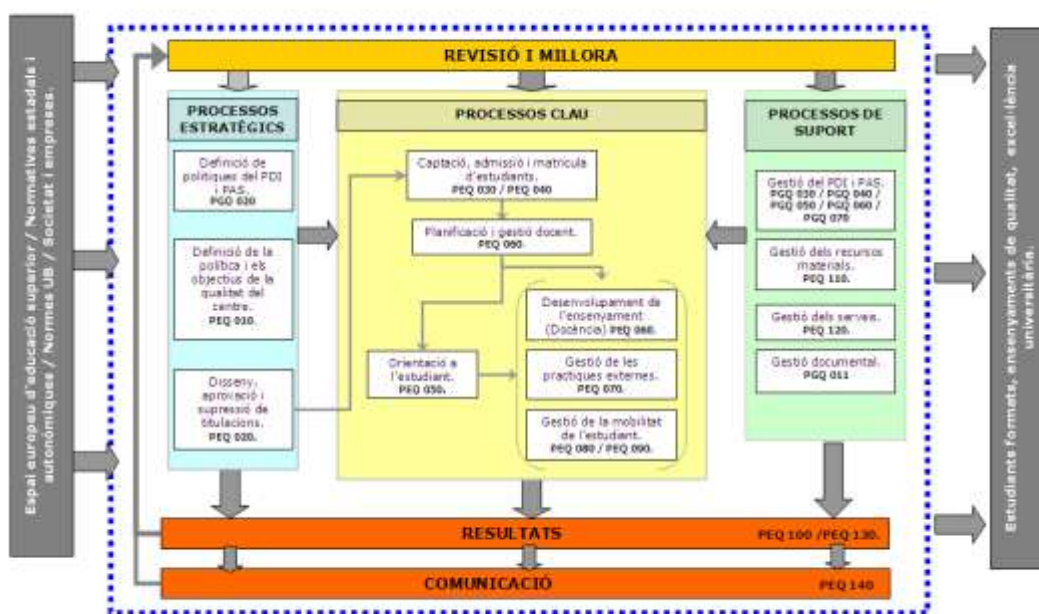 Espai europeu d'educació superior / Normatives estadals i
autonòmiques / Normes UB / Societat i empreses.
REVISIÓ I MILLORA
PROCESSOS
ESTRATÈGICS
Definició de
polítiques del PDI
i PAS.
PGQ 020
Definició de la
política i els
objectius de la
qualitat del
centre.
PEQ 010.
Disseny,
aprovació i
supressió de
titulacions.
PEQ 020.
PROCESSOS CLAU
Captació, admissió i matrícula
d'estudiants.
PEQ 030 / PEQ 040
Planificació i gestió docent.
PEQ 060.
Orientació a
l'estudiant.
PEQ 050.
Desenvolupament de
l'ensenyament
(Docència) PEQ 060.
Gestió de les
practiques externes.
PEQ 070.
Gestió de la mobilitat
de l'estudiant.
PEQ 080 / PEQ 090.
PROCESSOS DE
SUPORT
Gestió del PDI i PAS.
PGQ 030 / PGQ 040 /
PGQ 050 / PGQ 060 /
PGQ 070
Gestió dels recursos
materials.
PEQ 110.
Gestió dels serveis.
PEQ 120.
Gestió documental.
PGQ 011
RESULTATS
PEQ 100 /PEQ 130.
COMUNICACIÓ
PEQ 140
Estudiants formats, ensenyaments de qualitat, excel·lència
universitària.